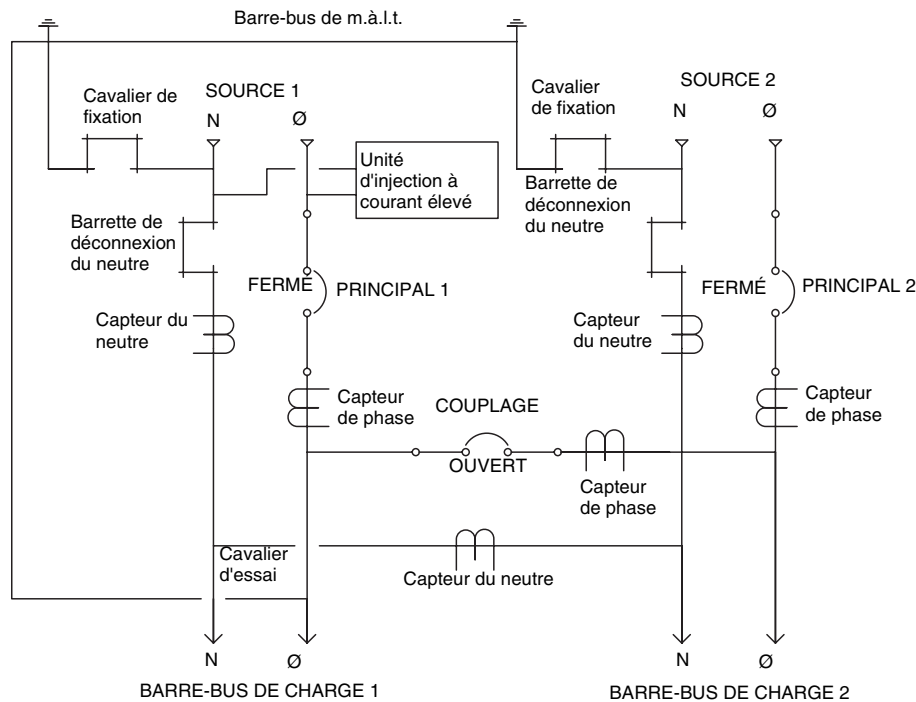 Barre-bus de m.à.l.t.
Cavalier de
fixation
SOURCE 1
N
Ø
Unité
d'injection à
courant élevé
Cavalier
de fixation
SOURCE 2
N
Ø
Barrette de
déconnexion
du neutre
Barrette de
déconnexion
du neutre
FERMÉ
PRINCIPAL 1
FERMÉ
PRINCIPAL 2
Capteur du
neutre
Capteur
du neutre
Capteur
de phase
COUPLAGE
OUVERT
Capteur
de phase
Capteur
de phase
Cavalier
d'essai
Capteur du neutre
N
Ø
N
Ø
BARRE-BUS DE CHARGE 1
BARRE-BUS DE CHARGE 2